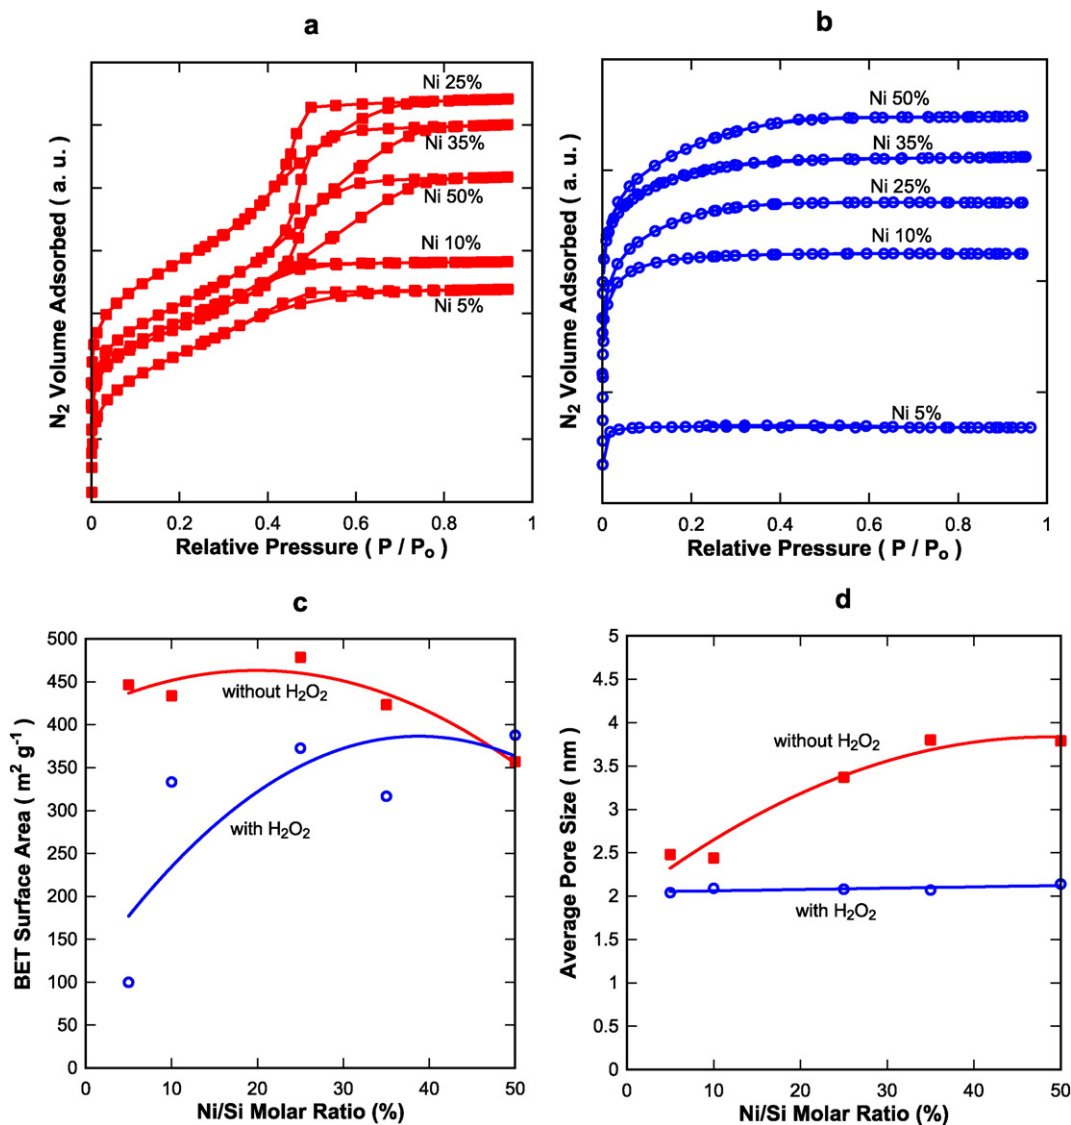 a
Ni 25%
Ni 35%
Ni 50%
Ni 10%
Ni 5%
N₂ Volume Adsorbed ( a. u. )
0 0.2 0.4 0.6 0.8 1
Relative Pressure ( P / Pₒ )
b
Ni 50%
Ni 35%
Ni 25%
Ni 10%
Ni 5%
N₂ Volume Adsorbed ( a. u. )
0 0.2 0.4 0.6 0.8 1
Relative Pressure ( P / Pₒ )
c
500
450
400
350
300
250
200
150
100
50
0
without H₂O₂
with H₂O₂
BET Surface Area ( m² g⁻¹ )
0 10 20 30 40 50
Ni/Si Molar Ratio (%)
d
5
4.5
4
3.5
3
2.5
2
1.5
1
0.5
0
without H₂O₂
with H₂O₂
Average Pore Size ( nm )
0 10 20 30 40 50
Ni/Si Molar Ratio (%)